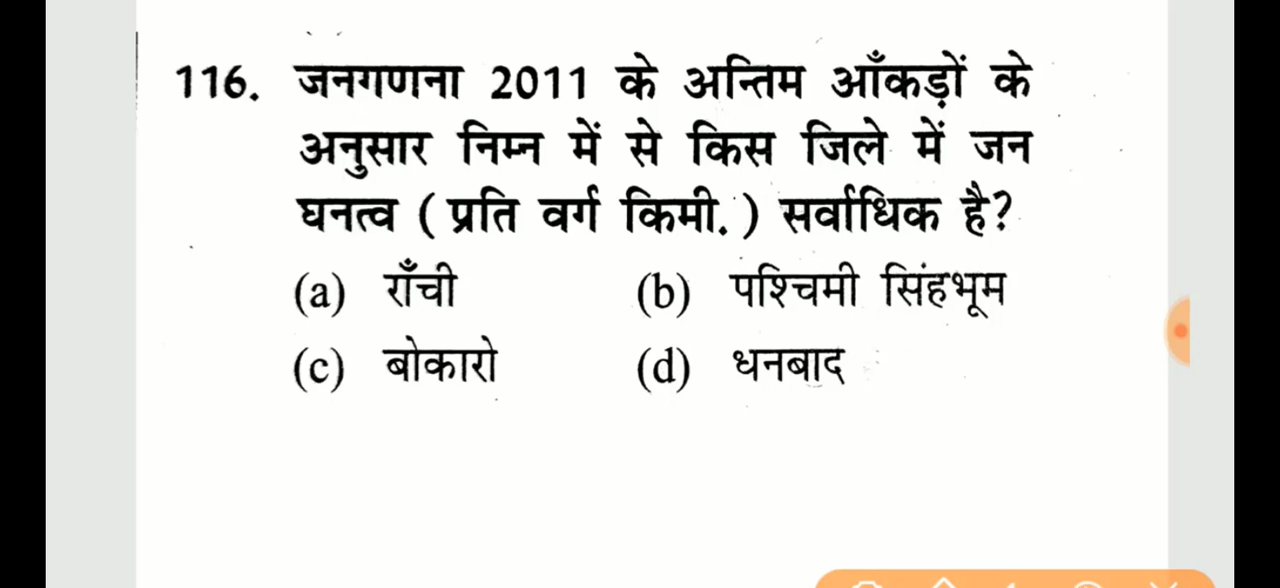 116. जनगणना 2011 के अन्तिम आँकड़ों के
अनुसार निम्न में से किस जिले में जन
घनत्व ( प्रति वर्ग किमी. ) सर्वाधिक है?
(a) राँची (b) पश्चिमी सिंहभूम
(c) बोकारो (d) धनबाद